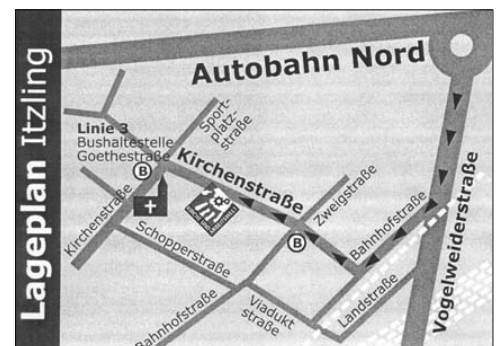 Lageplan Itzling
Autobahn Nord
Linie 3
Bushaltestelle
Goethestraße
B
Sport-
platz-
straße
Kirchenstraße
Kirchenstraße
Schopperstraße
Zweigstraße
B
Bahnhofstraße
Vogelweiderstraße
Bahnhofstraße
Viadukt
straße
Landstraße